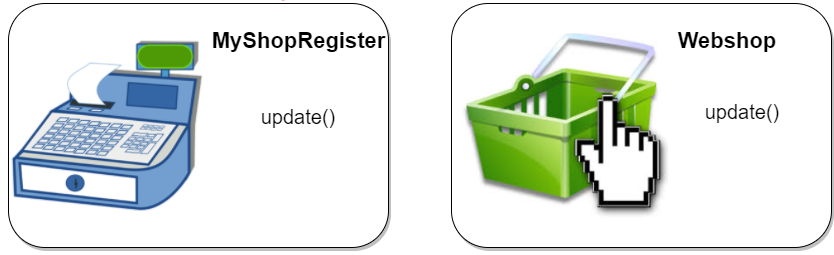 MyShopRegister
update()
Webshop
update()